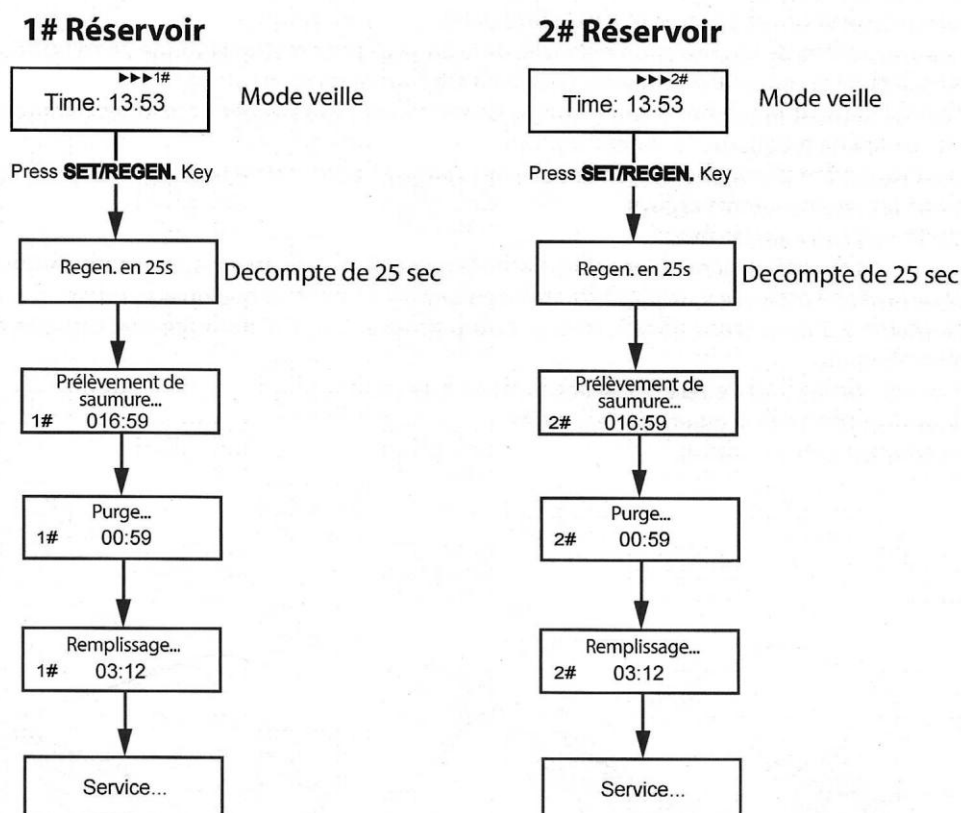 1# Réservoir
▶▶▶1#
Time: 13:53
Mode veille
Press SET/REGEN. Key
Regen. en 25s
Decompte de 25 sec
Prélèvement de
saumure...
1# 016:59
Purge...
1# 00:59
Remplissage...
1# 03:12
Service...
2# Réservoir
▶▶▶2#
Time: 13:53
Mode veille
Press SET/REGEN. Key
Regen. en 25s
Decompte de 25 sec
Prélèvement de
saumure...
2# 016:59
Purge...
2# 00:59
Remplissage...
2# 03:12
Service...